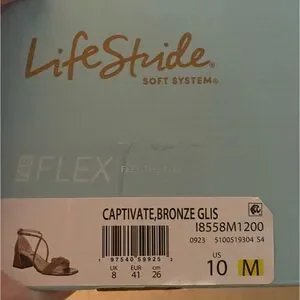 LifeStride®
SOFT SYSTEM®
FLEX
CAPTIVATE,BRONZE GLIS
I8558M1200
0923 5100519304 S4
UK EUR cm
8 41 26
US
10 M